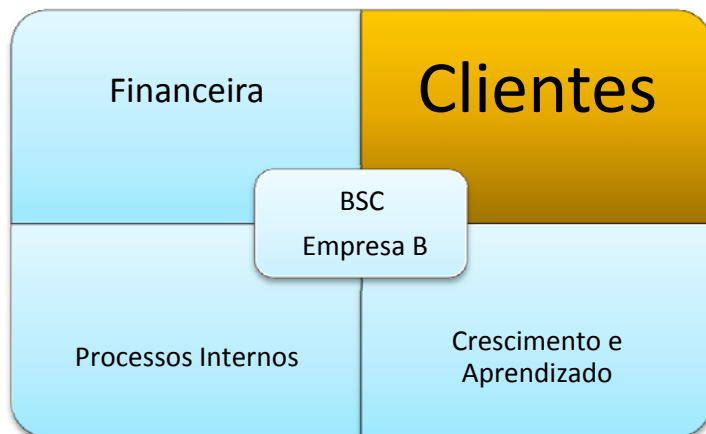 Financeira
Clientes
BSC
Empresa B
Processos Internos
Crescimento e
Aprendizado